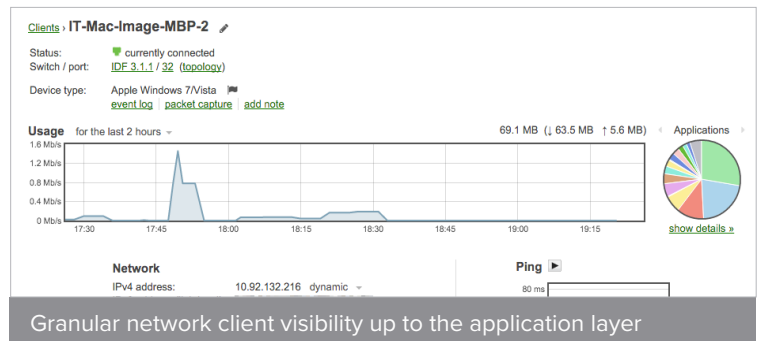 Clients › IT-Mac-Image-MBP-2
Status: currently connected
Switch / port: IDF 3.1.1 / 32 (topology)
Device type: Apple Windows 7/Vista
event log packet capture add note
Usage for the last 2 hours 69.1 MB (↓ 63.5 MB ↑ 5.6 MB) Applications
1.6 Mb/s
1.2 Mb/s
0.8 Mb/s
0.4 Mb/s
0 Mb/s
17:30 17:45 18:00 18:15 18:30 18:45 19:00 19:15
show details »
Network Ping
IPv4 address: 10.92.132.216 dynamic
80 ms
Granular network client visibility up to the application layer